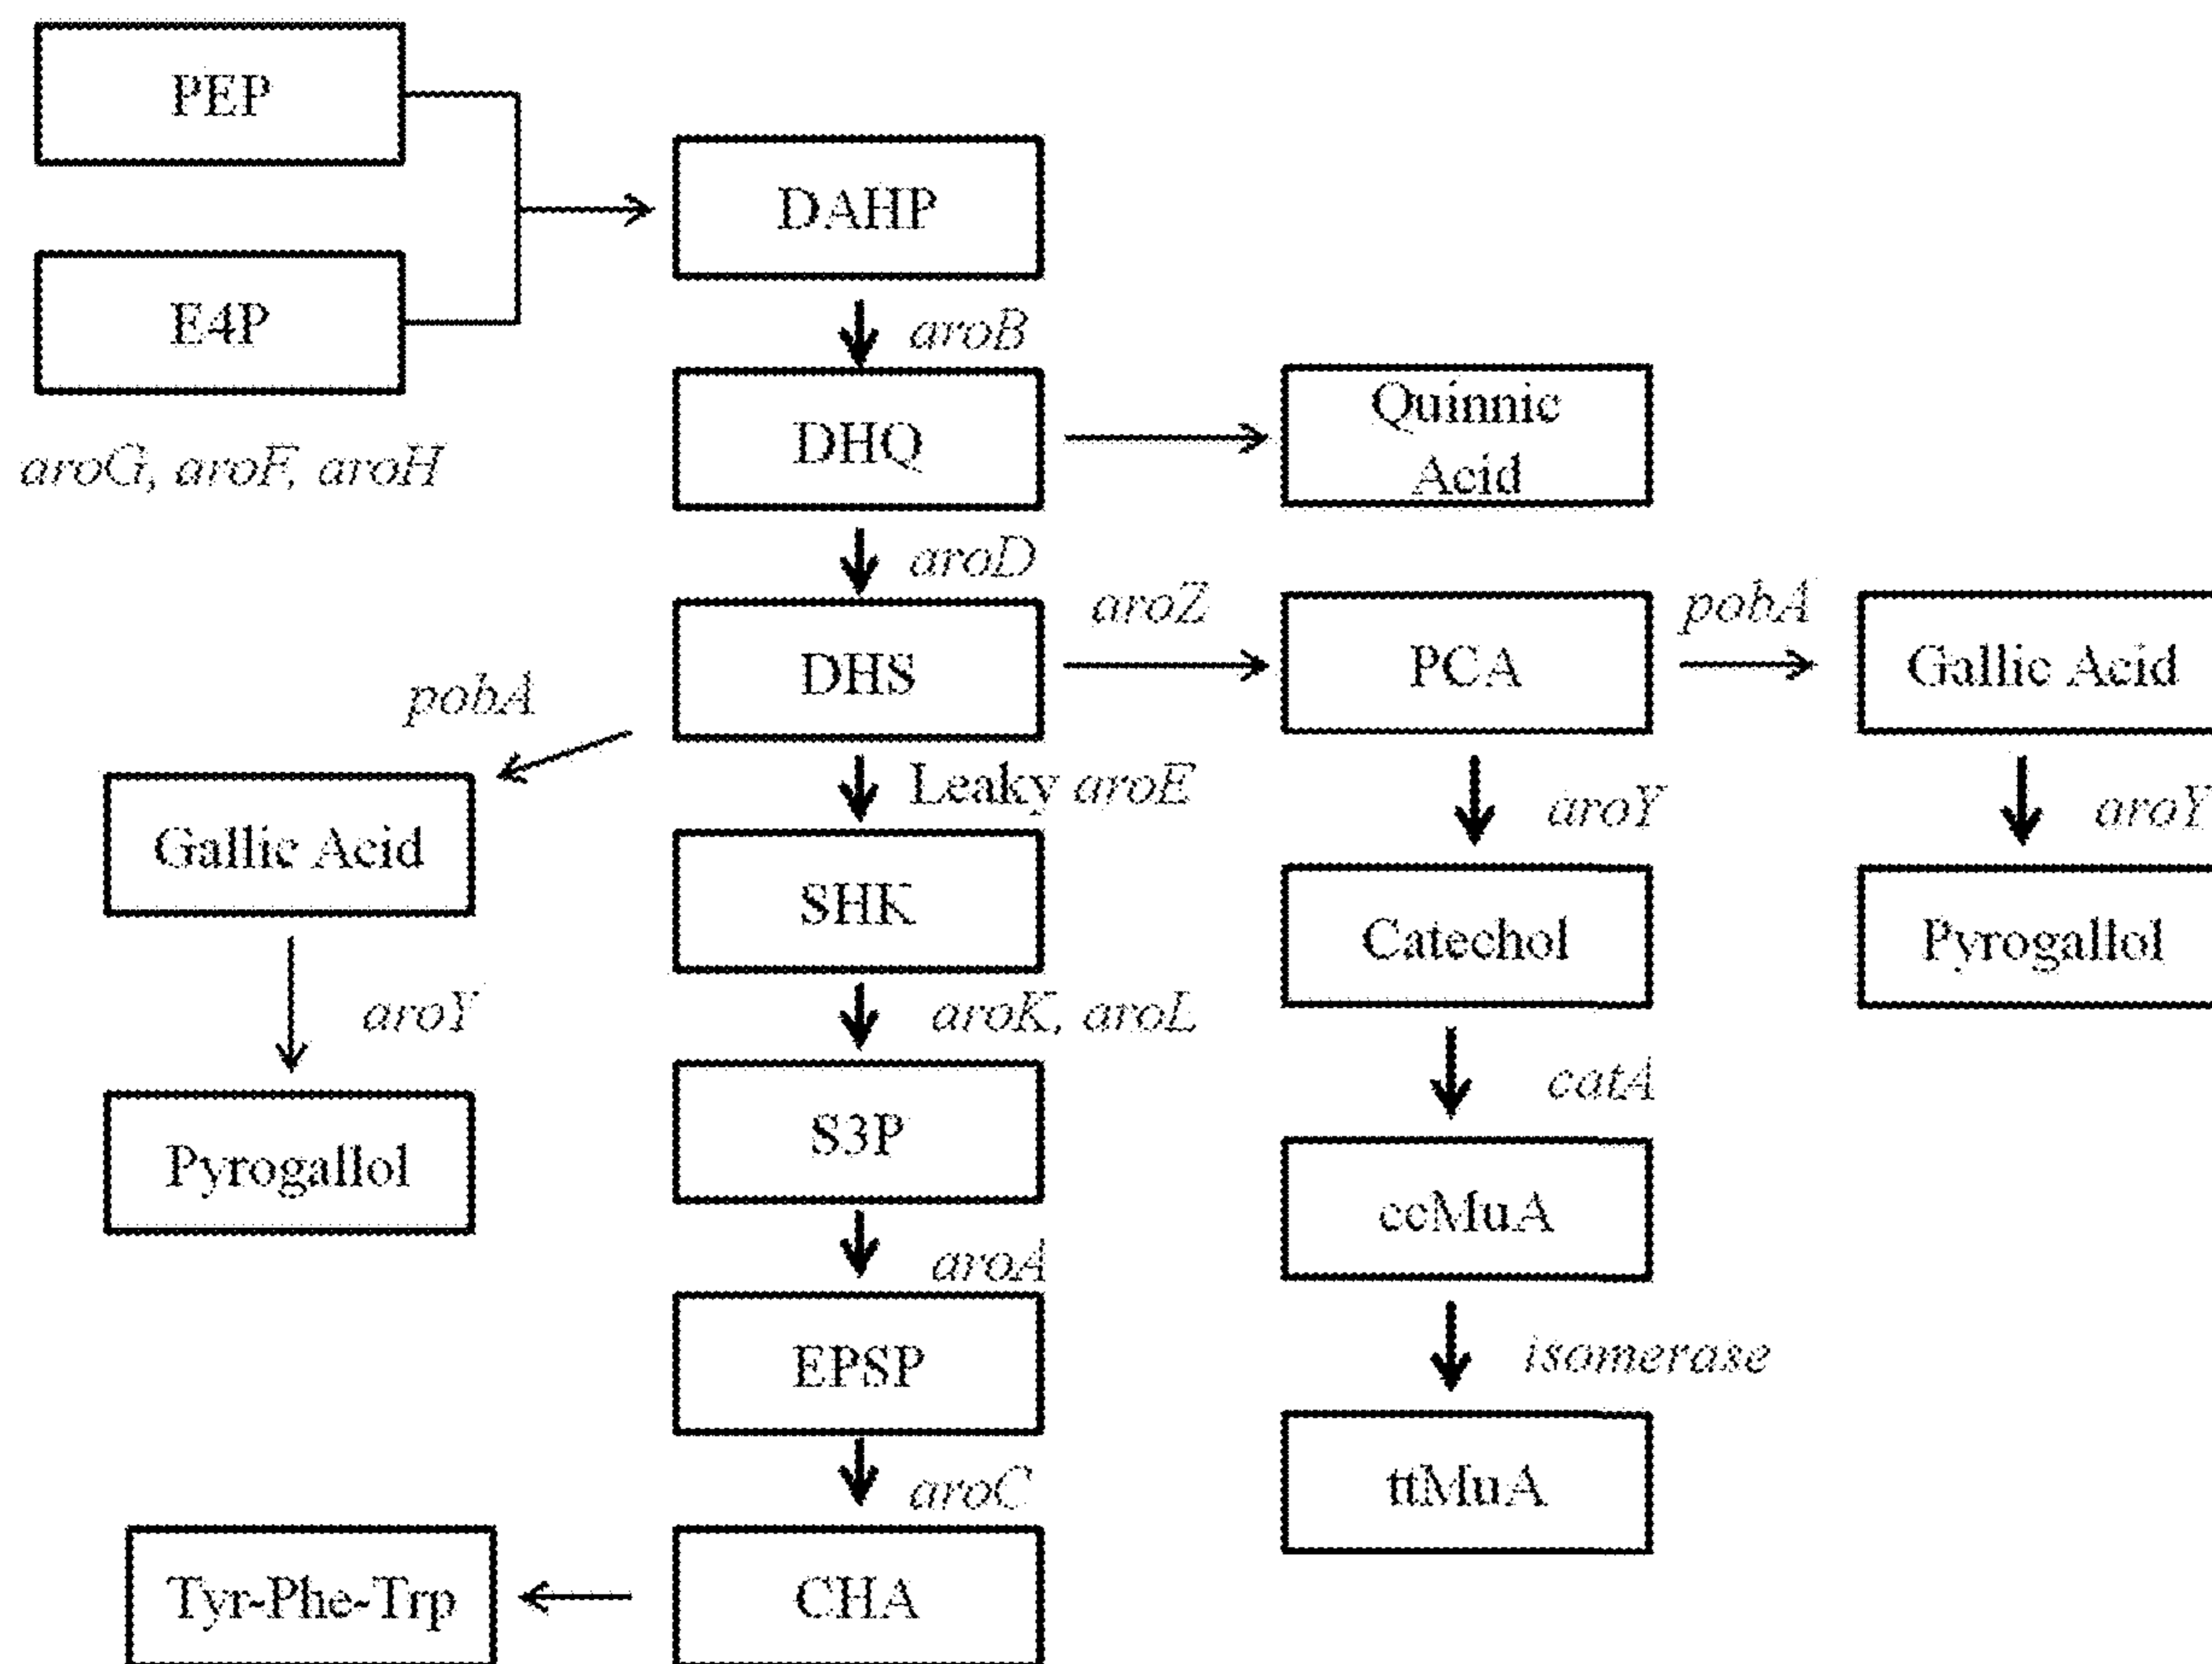 PEP
DAHP
E4P
aroB
aroG, aroF, aroH
DHQ
Quinnic
Acid
aroD
aroZ
pobA
DHS
PCA
Gallic Acid
pobA
Leaky aroE
aroY
aroY
Gallic Acid
SHK
Catechol
Pyrogallol
aroY
aroK, aroL
catA
Pyrogallol
S3P
ccMuA
aroA
isomerase
EPSP
ttMuA
aroC
Tyr-Phe-Trp
CHA